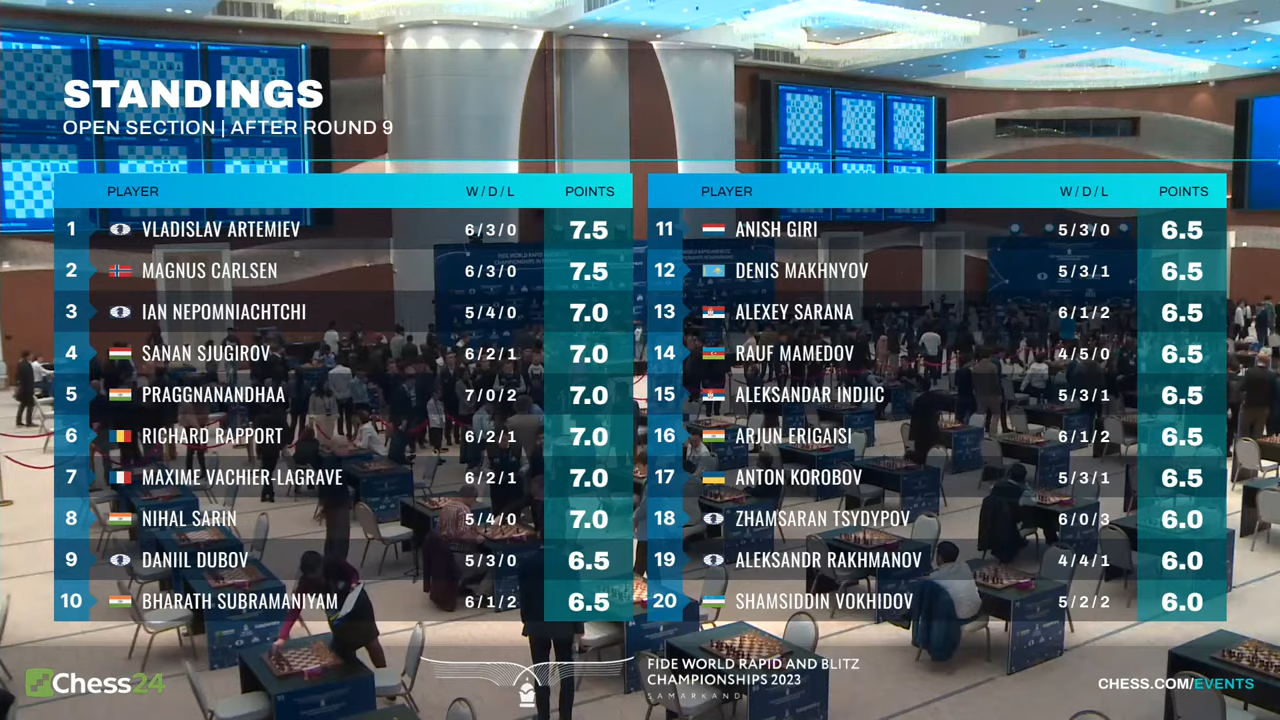 STANDINGS
OPEN SECTION | AFTER ROUND 9
PLAYER W / D / L POINTS
1 VLADISLAV ARTEMIEV 6 / 3 / 0 7.5
2 MAGNUS CARLSEN 6 / 3 / 0 7.5
3 IAN NEPOMNIACHTCHI 5 / 4 / 0 7.0
4 SANAN SJUGIROV 6 / 2 / 1 7.0
5 PRAGGNANANDHAA 7 / 0 / 2 7.0
6 RICHARD RAPPORT 6 / 2 / 1 7.0
7 MAXIME VACHIER-LAGRAVE 6 / 2 / 1 7.0
8 NIHAL SARIN 5 / 4 / 0 7.0
9 DANIIL DUBOV 5 / 3 / 0 6.5
10 BHARATH SUBRAMANIYAM 6 / 1 / 2 6.5
PLAYER W / D / L POINTS
11 ANISH GIRI 5 / 3 / 0 6.5
12 DENIS MAKHNYOV 5 / 3 / 1 6.5
13 ALEXEY SARANA 6 / 1 / 2 6.5
14 RAUF MAMEDOV 4 / 5 / 0 6.5
15 ALEKSANDAR INDJIC 5 / 3 / 1 6.5
16 ARJUN ERIGAISI 6 / 1 / 2 6.5
17 ANTON KOROBOV 5 / 3 / 1 6.5
18 ZHAMSARAN TSYDYPOV 6 / 0 / 3 6.0
19 ALEKSANDR RAKHMANOV 4 / 4 / 1 6.0
20 SHAMSIDDIN VOKHIDOV 5 / 2 / 2 6.0
Chess24
FIDE WORLD RAPID AND BLITZ
CHAMPIONSHIPS 2023
SAMARKAND
CHESS.COM/EVENTS